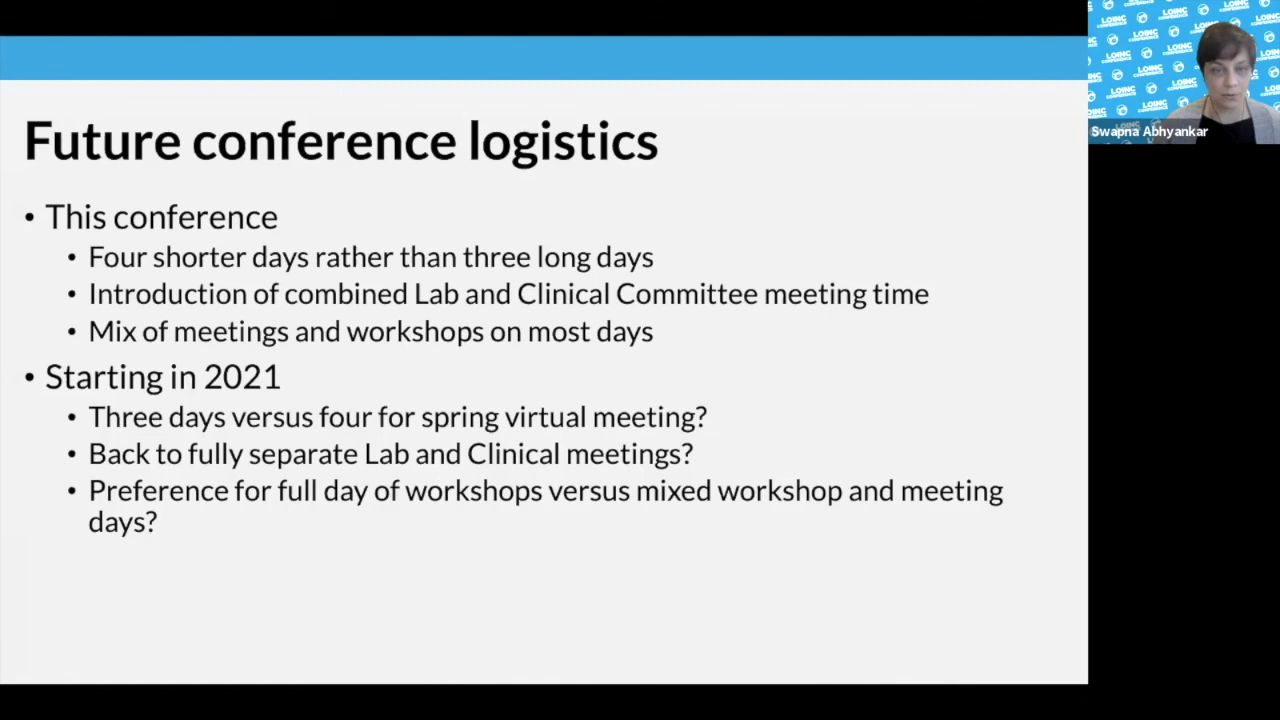 Future conference logistics
• This conference
• Four shorter days rather than three long days
• Introduction of combined Lab and Clinical Committee meeting time
• Mix of meetings and workshops on most days
• Starting in 2021
• Three days versus four for spring virtual meeting?
• Back to fully separate Lab and Clinical meetings?
• Preference for full day of workshops versus mixed workshop and meeting
days?
LOINC
CONFERENCE
Swapna Abhyankar